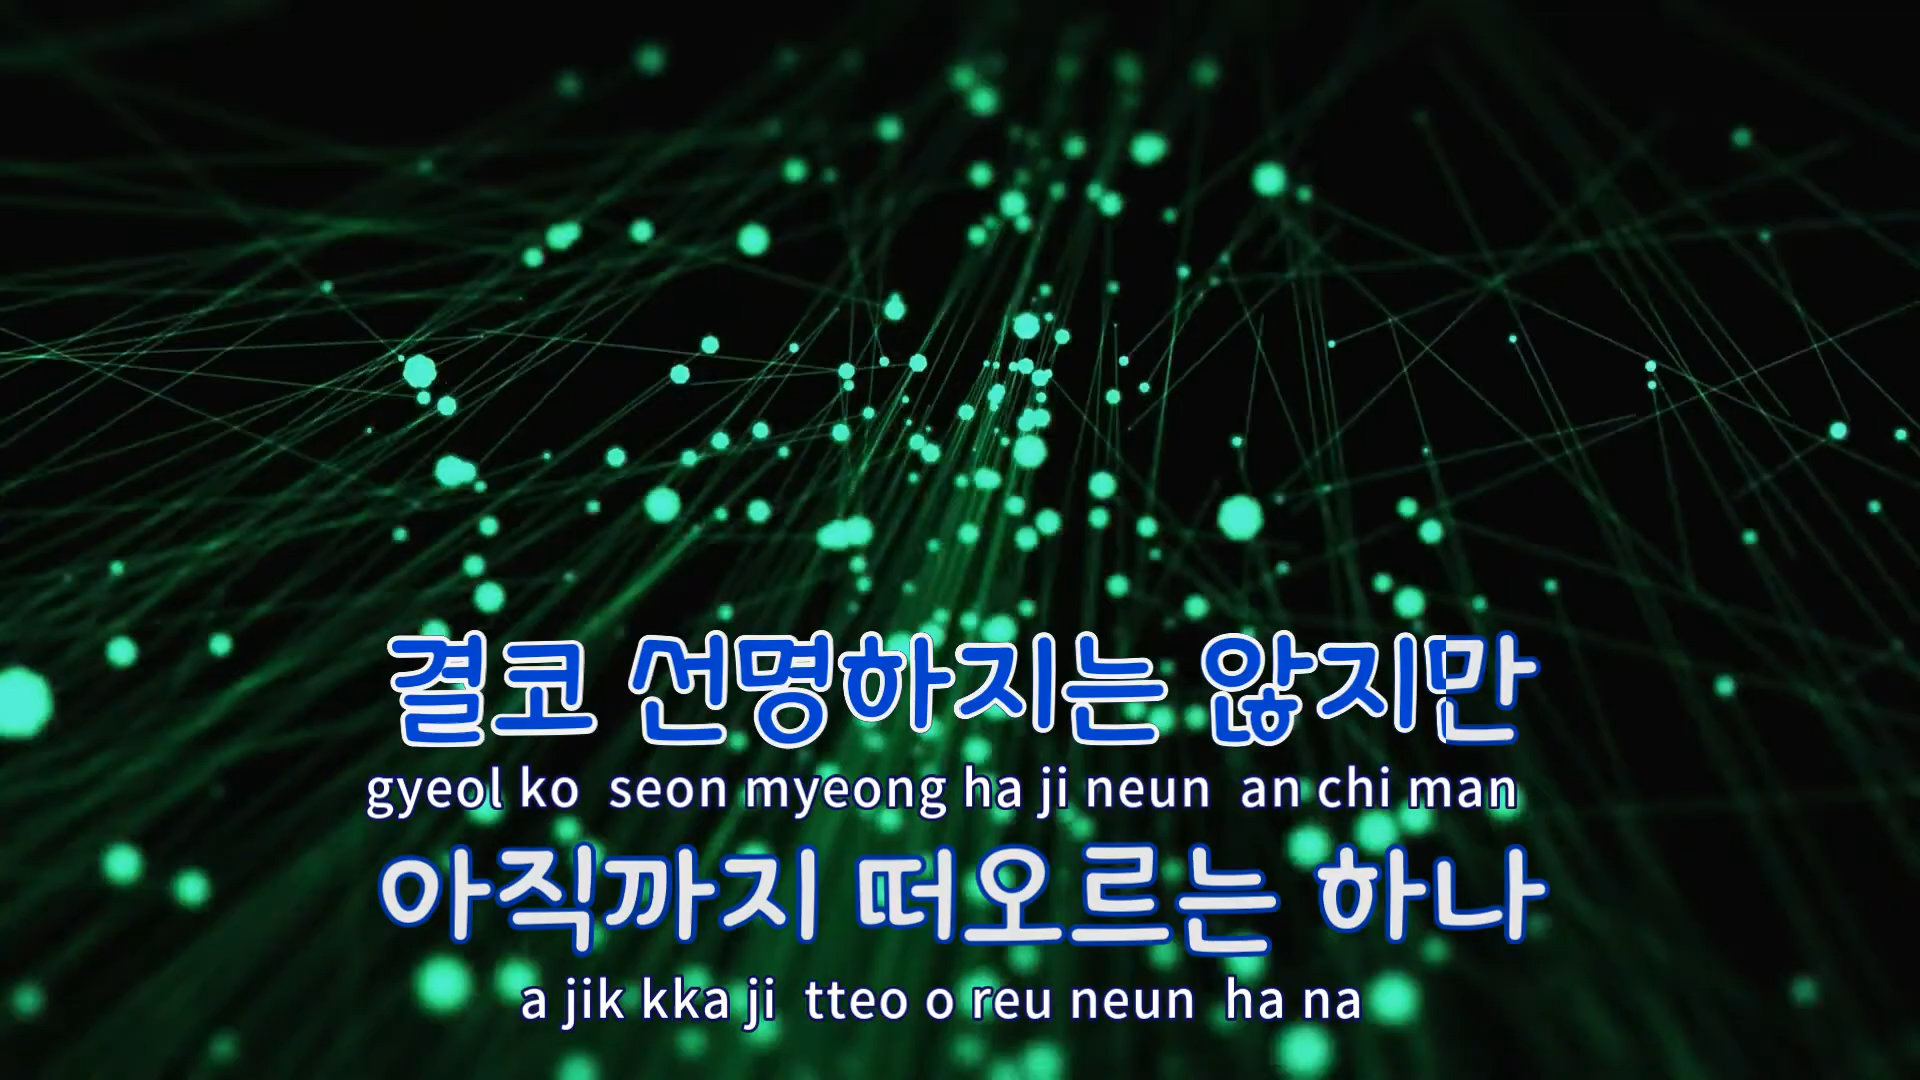 결코 선명하지는 않지만
gyeol ko seon myeong ha ji neun an chi man
아직까지 떠오르는 하나
a jik kka ji tteo o reu neun ha na